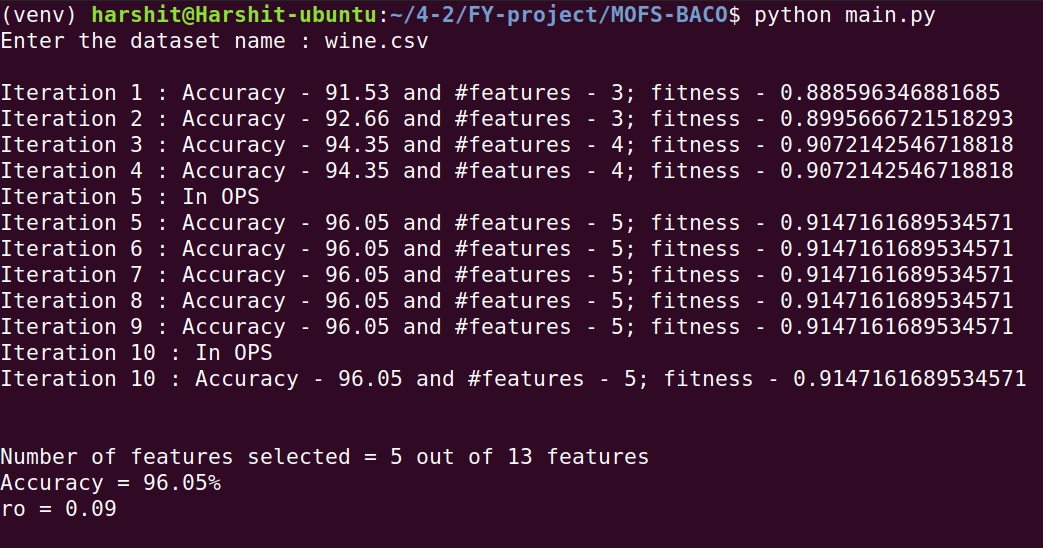 (venv) harshit@Harshit-ubuntu:~/4-2/FY-project/MOFS-BACO$ python main.py
Enter the dataset name : wine.csv
Iteration 1 : Accuracy - 91.53 and #features - 3; fitness - 0.888596346881685
Iteration 2 : Accuracy - 92.66 and #features - 3; fitness - 0.8995666721518293
Iteration 3 : Accuracy - 94.35 and #features - 4; fitness - 0.9072142546718818
Iteration 4 : Accuracy - 94.35 and #features - 4; fitness - 0.9072142546718818
Iteration 5 : In OPS
Iteration 5 : Accuracy - 96.05 and #features - 5; fitness - 0.9147161689534571
Iteration 6 : Accuracy - 96.05 and #features - 5; fitness - 0.9147161689534571
Iteration 7 : Accuracy - 96.05 and #features - 5; fitness - 0.9147161689534571
Iteration 8 : Accuracy - 96.05 and #features - 5; fitness - 0.9147161689534571
Iteration 9 : Accuracy - 96.05 and #features - 5; fitness - 0.9147161689534571
Iteration 10 : In OPS
Iteration 10 : Accuracy - 96.05 and #features - 5; fitness - 0.9147161689534571
Number of features selected = 5 out of 13 features
Accuracy = 96.05%
ro = 0.09